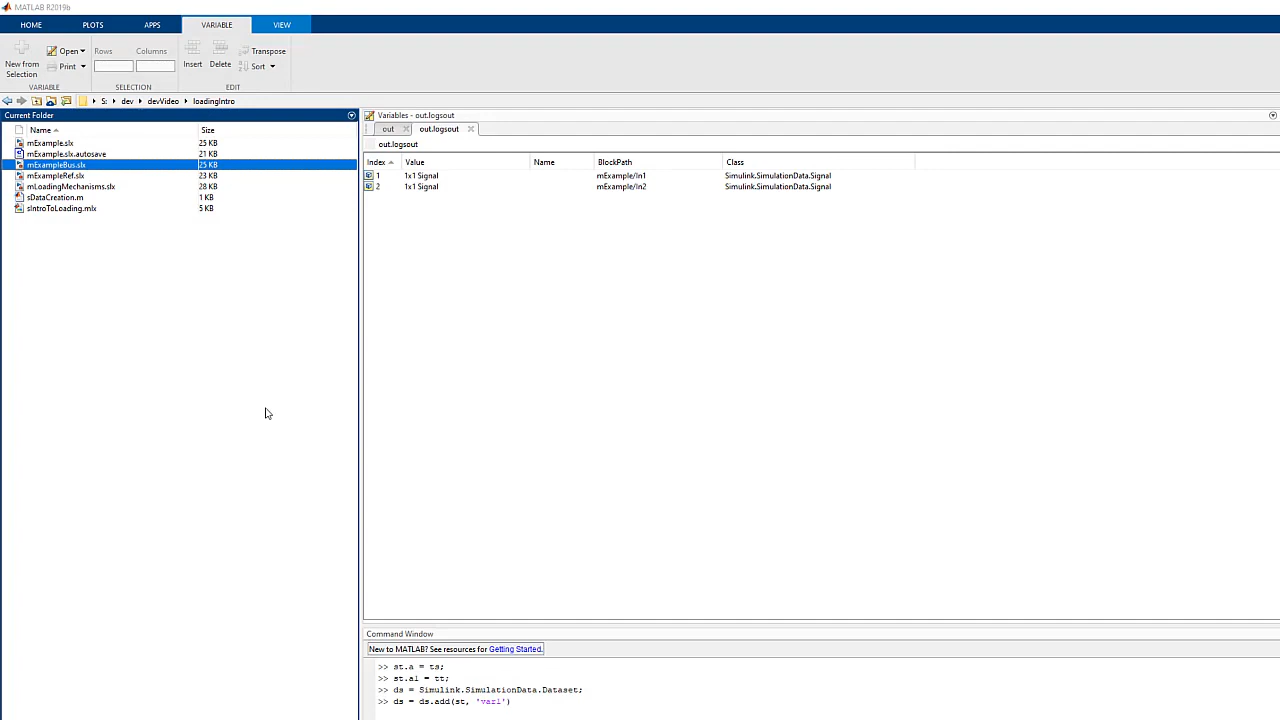 MATLAB R2019b
HOME PLOTS APPS VARIABLE VIEW
New from Selection
Open
Print
Rows Columns
Insert
Delete
Transpose
Sort
VARIABLE SELECTION EDIT
S: dev devVideo loadingIntro
Current Folder
Name Size
mExample.slx 25 KB
mExample.slx.autosave 21 KB
mExampleBus.slx 25 KB
mExampleRef.slx 23 KB
mLoadingMechanisms.slx 28 KB
sDataCreation.m 1 KB
sIntroToLoading.mlx 5 KB
Variables - out.logsout
out out.logsout
out.logsout
Index Value Name BlockPath Class
1 1x1 Signal mExample/In1 Simulink.SimulationData.Signal
2 1x1 Signal mExample/In2 Simulink.SimulationData.Signal
Command Window
New to MATLAB? See resources for Getting Started.
>> st.a = ts;
>> st.a1 = tt;
>> ds = Simulink.SimulationData.Dataset;
>> ds = ds.add(st, 'var1')